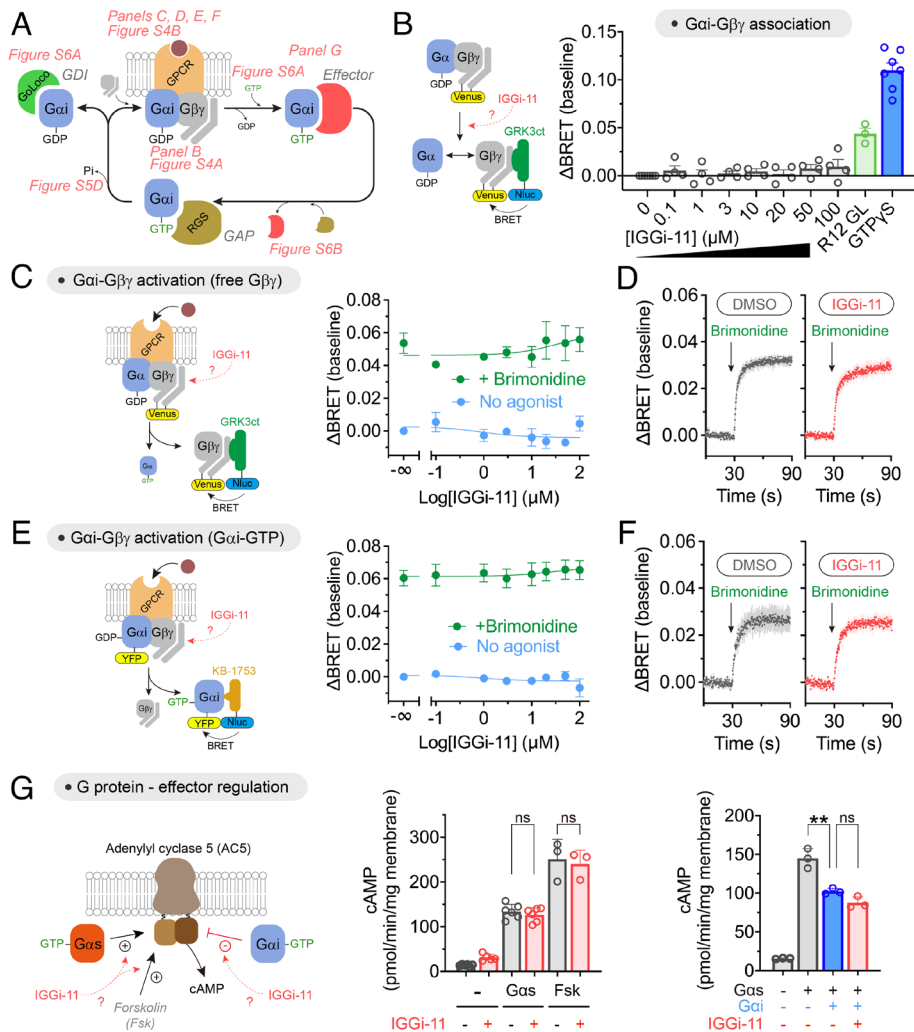 A
Panels C, D, E, F
Figure S4B
Figure S6A
GDI
GoLoco
Gαi
GDP
GPCR
Gαi
Gβγ
GDP
Figure S6A
GTP
GDP
Panel G
Effector
Gαi
GTP
Panel B
Figure S4A
Pi
Figure S5D
Gαi
GTP
RGS
GAP
Figure S6B
B
• Gαi-Gβγ association
Gα
Gβγ
GDP
Venus
IGGi-11
?
GRK3ct
Gα
Gβγ
GDP
Venus
Nluc
BRET
ΔBRET (baseline)
0.15
0.10
0.05
0.00
0
0.1
1
3
10
20
50
100
R12 GL
GTPγS
[IGGi-11] (μM)
C
• Gαi-Gβγ activation (free Gβγ)
GPCR
IGGi-11
?
Gα
Gβγ
GDP
Venus
GRK3ct
Gβγ
Gα
GTP
Venus
Nluc
BRET
ΔBRET (baseline)
0.10
0.08
0.06
0.04
0.02
0.00
+ Brimonidine
No agonist
-∞ -1 0 1 2
Log[IGGi-11] (μM)
D
ΔBRET (baseline)
0.06
0.04
0.02
0.00
DMSO
Brimonidine
IGGi-11
Brimonidine
0 30 90
Time (s)
0 30 90
Time (s)
E
• Gαi-Gβγ activation (Gαi-GTP)
GPCR
IGGi-11
?
GDP
Gαi
Gβγ
YFP
KB-1753
Gβγ
GTP
Gαi
YFP
Nluc
BRET
ΔBRET (baseline)
0.10
0.08
0.06
0.04
0.02
0.00
+Brimonidine
No agonist
-∞ -1 0 1 2
Log[IGGi-11] (μM)
F
ΔBRET (baseline)
0.06
0.04
0.02
0.00
DMSO
Brimonidine
IGGi-11
Brimonidine
0 30 90
Time (s)
0 30 90
Time (s)
G
• G protein - effector regulation
Adenylyl cyclase 5 (AC5)
s
s
GTP
Gαs
+
-
Gαi
GTP
IGGi-11
?
+
cAMP
IGGi-11
?
Forskolin
(Fsk)
cAMP
(pmol/min/mg membrane)
400
300
200
100
0
ns
ns
- Gαs Fsk
IGGi-11 - + - + - +
cAMP
(pmol/min/mg membrane)
200
150
100
50
0
** ns
Gαs - + + +
Gαi - - + +
IGGi-11 - - - +